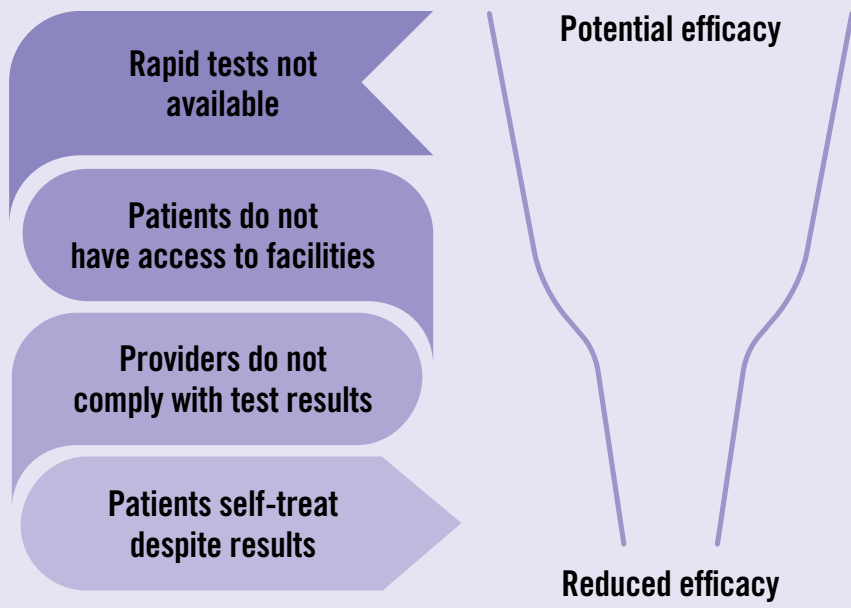 Rapid tests not
available
Patients do not
have access to facilities
Providers do not
comply with test results
Patients self-treat
despite results
Potential efficacy
Reduced efficacy